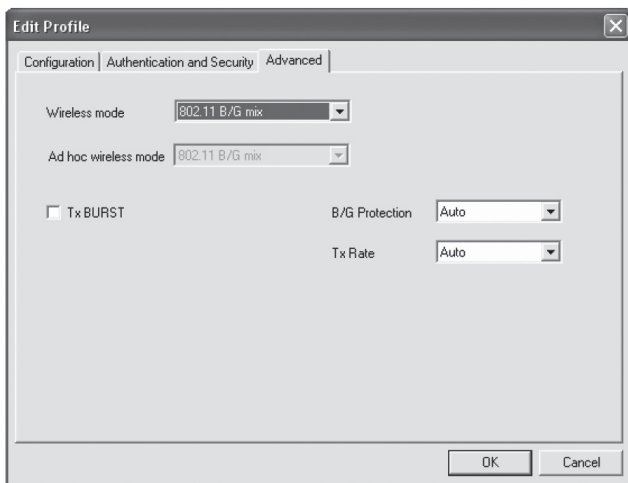 Edit Profile
Configuration Authentication and Security Advanced
Wireless mode 802.11 B/G mix
Ad hoc wireless mode 802.11 B/G mix
Tx BURST B/G Protection Auto
Tx Rate Auto
OK Cancel